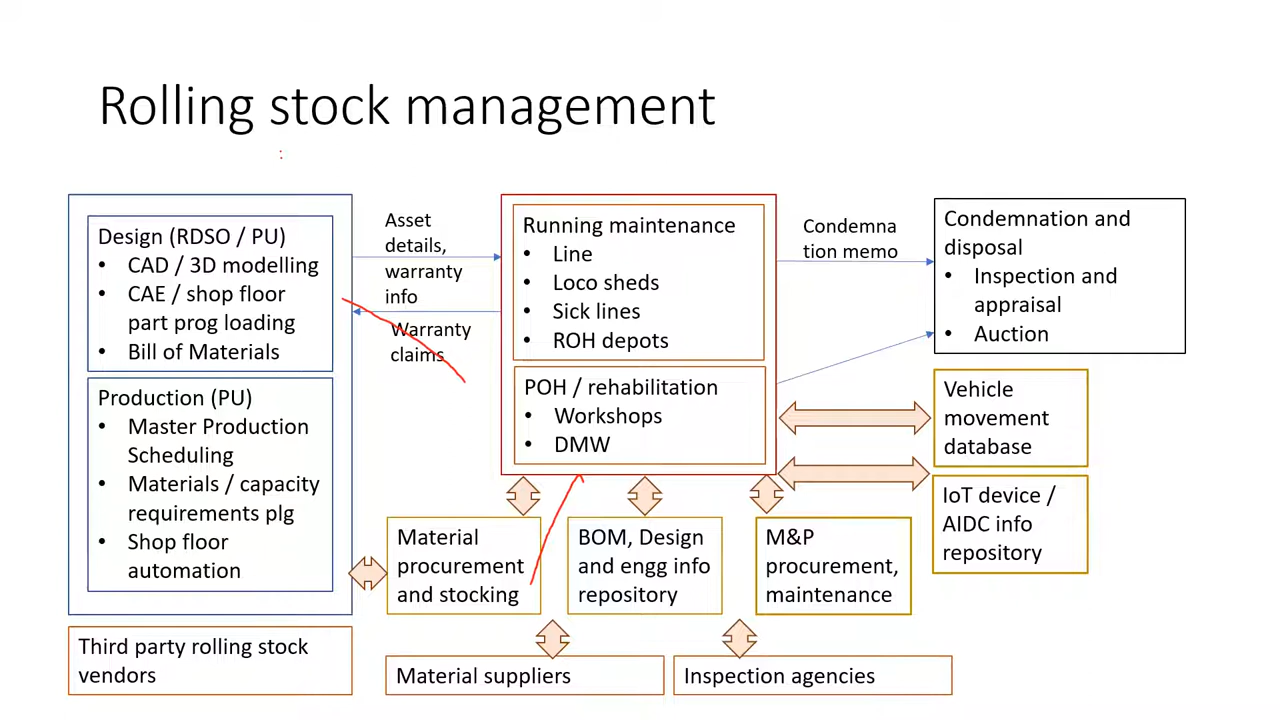 Rolling stock management
Design (RDSO / PU)
• CAD / 3D modelling
• CAE / shop floor
part prog loading
• Bill of Materials
Production (PU)
• Master Production
Scheduling
• Materials / capacity
requirements plg
• Shop floor
automation
Third party rolling stock
vendors
Asset
details,
warranty
info
Warranty
claims
Running maintenance
• Line
• Loco sheds
• Sick lines
• ROH depots
POH / rehabilitation
• Workshops
• DMW
Condemna
tion memo
Condemnation and
disposal
• Inspection and
appraisal
• Auction
Vehicle
movement
database
IoT device /
AIDC info
repository
Material
procurement
and stocking
BOM, Design
and engg info
repository
M&P
procurement,
maintenance
Material suppliers
Inspection agencies